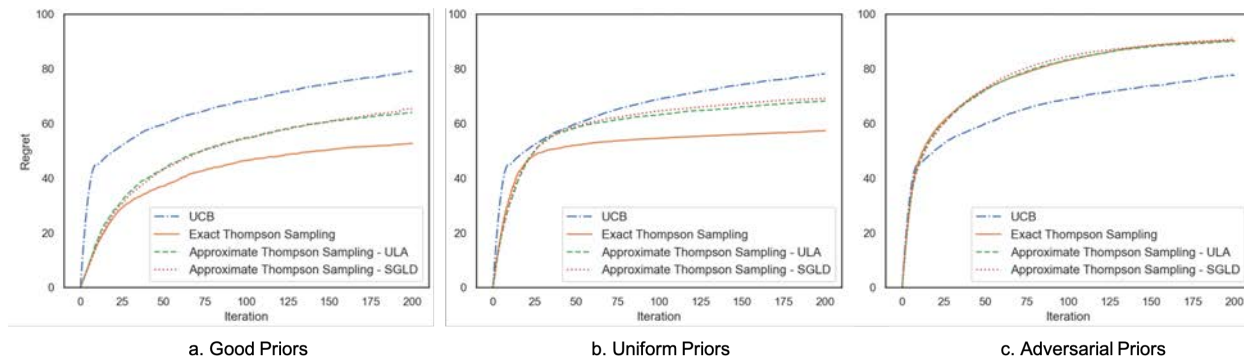 100
80
60
40
20
0
Regret
UCB
Exact Thompson Sampling
Approximate Thompson Sampling - ULA
Approximate Thompson Sampling - SGLD
0 25 50 75 100 125 150 175 200
Iteration
a. Good Priors
100
80
60
40
20
0
UCB
Exact Thompson Sampling
Approximate Thompson Sampling - ULA
Approximate Thompson Sampling - SGLD
0 25 50 75 100 125 150 175 200
Iteration
b. Uniform Priors
100
80
60
40
20
0
UCB
Exact Thompson Sampling
Approximate Thompson Sampling - ULA
Approximate Thompson Sampling - SGLD
0 25 50 75 100 125 150 175 200
Iteration
c. Adversarial Priors